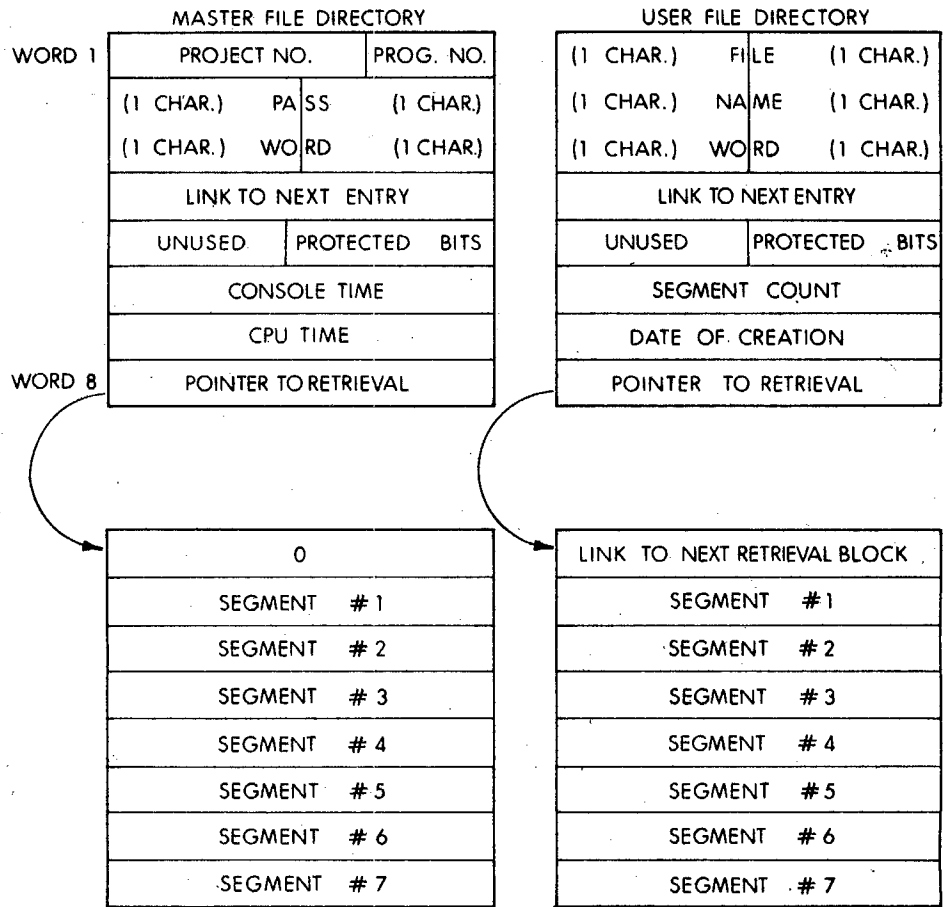 MASTER FILE DIRECTORY
WORD 1
PROJECT NO. PROG. NO.
(1 CHAR.) PASS (1 CHAR.)
(1 CHAR.) WORD (1 CHAR.)
LINK TO NEXT ENTRY
UNUSED PROTECTED BITS
CONSOLE TIME
CPU TIME
WORD 8
POINTER TO RETRIEVAL
0
SEGMENT # 1
SEGMENT # 2
SEGMENT # 3
SEGMENT # 4
SEGMENT # 5
SEGMENT # 6
SEGMENT # 7
USER FILE DIRECTORY
(1 CHAR.) FILE (1 CHAR.)
(1 CHAR.) NAME (1 CHAR.)
(1 CHAR.) WORD (1 CHAR.)
LINK TO NEXT ENTRY
UNUSED PROTECTED BITS
SEGMENT COUNT
DATE OF CREATION
POINTER TO RETRIEVAL
LINK TO NEXT RETRIEVAL BLOCK
SEGMENT # 1
SEGMENT # 2
SEGMENT # 3
SEGMENT # 4
SEGMENT # 5
SEGMENT # 6
SEGMENT # 7